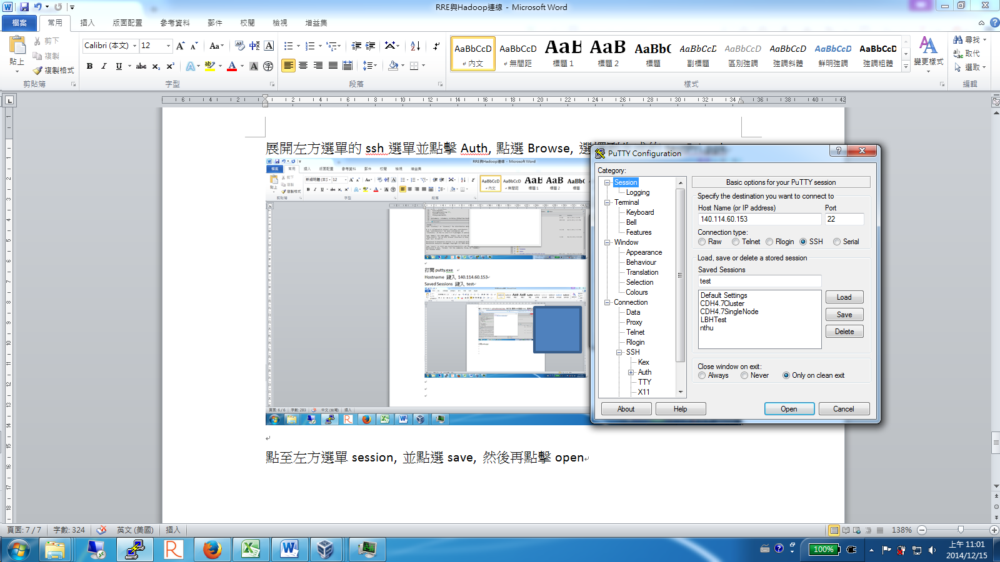 RRE與Hadoop連線 - Microsoft Word
檔案 常用 插入 版面配置 參考資料 郵件 校閱 檢視 增益集
貼上 剪下 複製 複製格式 剪貼簿
Calibri (本文) 12 字型
段落
AaBbCcD AaBbCcD AaB AaB AaBbC AaBbCcD AaBbCcD AaBbCcD AaBbCcD AaBbCcD
內文 無間距 標題 1 標題 2 標題 副標題 區別強調 強調斜體 鮮明強調 強調粗體
樣式 變更樣式
尋找 取代 選取 編輯
展開左方選單的 ssh 選單並點擊 Auth, 點選 Browse,
RRE與Hadoop連線 - Microsoft Word
打開 putty.exe
Hostname 鍵入 140.114.60.153
Saved Sessions 鍵入 test
點至左方選單 session, 並點選 save, 然後再點擊 open
PuTTY Configuration
Category:
Session
Logging
Terminal
Keyboard
Bell
Features
Window
Appearance
Behaviour
Translation
Selection
Colours
Connection
Data
Proxy
Telnet
Rlogin
SSH
Kex
Auth
TTY
X11
Basic options for your PuTTY session
Specify the destination you want to connect to
Host Name (or IP address) Port
140.114.60.153 22
Connection type:
Raw Telnet Rlogin SSH Serial
Load, save or delete a stored session
Saved Sessions
test
Default Settings
CDH4.7Cluster
CDH4.7SingleNode
LBHTest
nthu
Load
Save
Delete
Close window on exit:
Always Never Only on clean exit
About Help Open Cancel
頁面: 7 / 7 字數: 324 英文 (美國) 插入 138%
100% 上午 11:01
2014/12/15